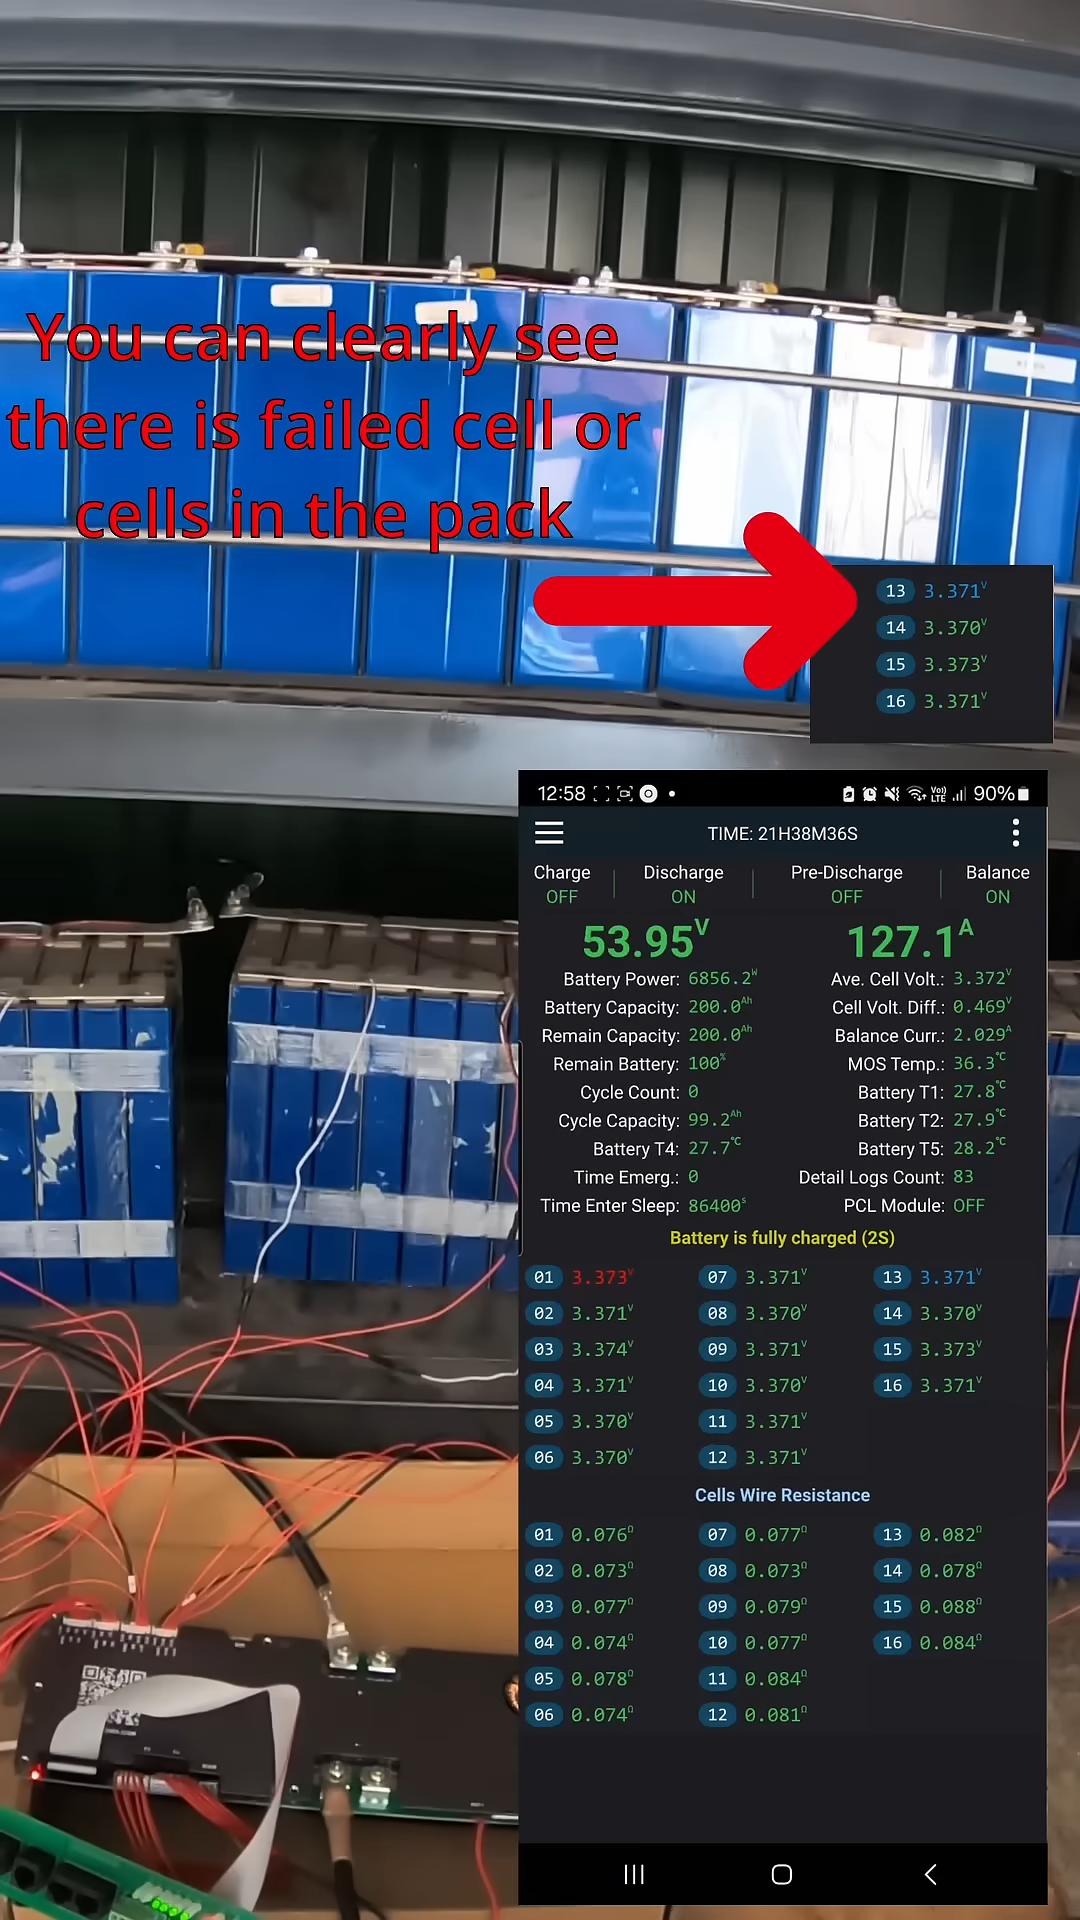 You can clearly see
there is failed cell or
cells in the pack
13 3.371V
14 3.370V
15 3.373V
16 3.371V
12:58 90%
TIME: 21H38M36S
Charge Discharge Pre-Discharge Balance
OFF ON OFF ON
53.95V 127.1A
Battery Power: 6856.2W Ave. Cell Volt.: 3.372V
Battery Capacity: 200.0Ah Cell Volt. Diff.: 0.469V
Remain Capacity: 200.0Ah Balance Curr.: 2.029A
Remain Battery: 100% MOS Temp.: 36.3℃
Cycle Count: 0 Battery T1: 27.8℃
Cycle Capacity: 99.2Ah Battery T2: 27.9℃
Battery T4: 27.7℃ Battery T5: 28.2℃
Time Emerg.: 0 Detail Logs Count: 83
Time Enter Sleep: 86400s PCL Module: OFF
Battery is fully charged (2S)
01 3.373V 07 3.371V 13 3.371V
02 3.371V 08 3.370V 14 3.370V
03 3.374V 09 3.371V 15 3.373V
04 3.371V 10 3.370V 16 3.371V
05 3.370V 11 3.371V
06 3.370V 12 3.371V
Cells Wire Resistance
01 0.076Ω 07 0.077Ω 13 0.082Ω
02 0.073Ω 08 0.073Ω 14 0.078Ω
03 0.077Ω 09 0.079Ω 15 0.088Ω
04 0.074Ω 10 0.077Ω 16 0.084Ω
05 0.078Ω 11 0.084Ω
06 0.074Ω 12 0.081Ω